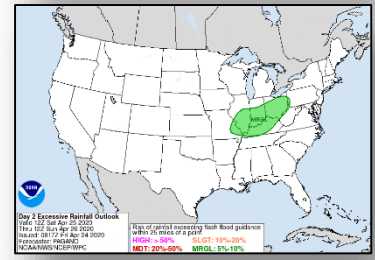 MRGL
noaa
Day 2 Excessive Rainfall Outlook
Valid 12Z Sat Apr 25 2020
Thru 12Z Sun Apr 26 2020
Issued: 0817Z Fri Apr 24 2020
Forecaster: PAGANO
NOAA/NWS/NCEP/WPC
Risk of rainfall exceeding flash flood guidance
within 25 miles of a point
HIGH: > 50% SLGT: 10%-20%
MDT: 20%-50% MRGL: 5%-10%